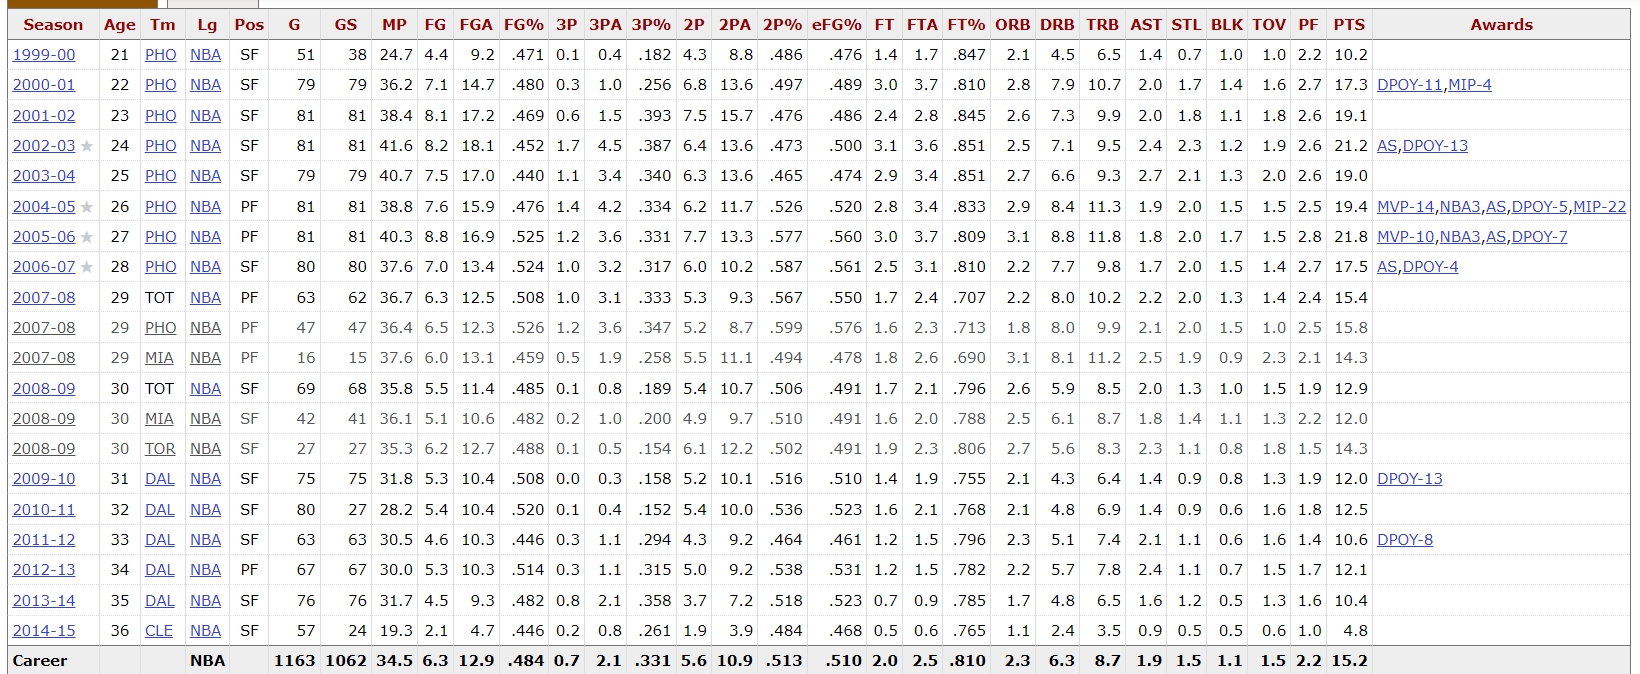 Season Age Tm Lg Pos G GS MP FG FGA FG% 3P 3PA 3P% 2P 2PA 2P% eFG% FT FTA FT% ORB DRB TRB AST STL BLK TOV PF PTS Awards
1999-00 21 PHO NBA SF 51 38 24.7 4.4 9.2 .471 0.1 0.4 .182 4.3 8.8 .486 .476 1.4 1.7 .847 2.1 4.5 6.5 1.4 0.7 1.0 1.0 2.2 10.2
2000-01 22 PHO NBA SF 79 79 36.2 7.1 14.7 .480 0.3 1.0 .256 6.8 13.6 .497 .489 3.0 3.7 .810 2.8 7.9 10.7 2.0 1.7 1.4 1.6 2.7 17.3 DPOY-11,MIP-4
2001-02 23 PHO NBA SF 81 81 38.4 8.1 17.2 .469 0.6 1.5 .393 7.5 15.7 .476 .486 2.4 2.8 .845 2.6 7.3 9.9 2.0 1.8 1.1 1.8 2.6 19.1
2002-03 ★ 24 PHO NBA SF 81 81 41.6 8.2 18.1 .452 1.7 4.5 .387 6.4 13.6 .473 .500 3.1 3.6 .851 2.5 7.1 9.5 2.4 2.3 1.2 1.9 2.6 21.2 AS,DPOY-13
2003-04 25 PHO NBA SF 79 79 40.7 7.5 17.0 .440 1.1 3.4 .340 6.3 13.6 .465 .474 2.9 3.4 .851 2.7 6.6 9.3 2.7 2.1 1.3 2.0 2.6 19.0
2004-05 ★ 26 PHO NBA PF 81 81 38.8 7.6 15.9 .476 1.4 4.2 .334 6.2 11.7 .526 .520 2.8 3.4 .833 2.9 8.4 11.3 1.9 2.0 1.5 1.5 2.5 19.4 MVP-14,NBA3,AS,DPOY-5,MIP-22
2005-06 ★ 27 PHO NBA PF 81 81 40.3 8.8 16.9 .525 1.2 3.6 .331 7.7 13.3 .577 .560 3.0 3.7 .809 3.1 8.8 11.8 1.8 2.0 1.7 1.5 2.8 21.8 MVP-10,NBA3,AS,DPOY-7
2006-07 ★ 28 PHO NBA SF 80 80 37.6 7.0 13.4 .524 1.0 3.2 .317 6.0 10.2 .587 .561 2.5 3.1 .810 2.2 7.7 9.8 1.7 2.0 1.5 1.4 2.7 17.5 AS,DPOY-4
2007-08 29 TOT NBA PF 63 62 36.7 6.3 12.5 .508 1.0 3.1 .333 5.3 9.3 .567 .550 1.7 2.4 .707 2.2 8.0 10.2 2.2 2.0 1.3 1.4 2.4 15.4
2007-08 29 PHO NBA PF 47 47 36.4 6.5 12.3 .526 1.2 3.6 .347 5.2 8.7 .599 .576 1.6 2.3 .713 1.8 8.0 9.9 2.1 2.0 1.5 1.0 2.5 15.8
2007-08 29 MIA NBA PF 16 15 37.6 6.0 13.1 .459 0.5 1.9 .258 5.5 11.1 .494 .478 1.8 2.6 .690 3.1 8.1 11.2 2.5 1.9 0.9 2.3 2.1 14.3
2008-09 30 TOT NBA SF 69 68 35.8 5.5 11.4 .485 0.1 0.8 .189 5.4 10.7 .506 .491 1.7 2.1 .796 2.6 5.9 8.5 2.0 1.3 1.0 1.5 1.9 12.9
2008-09 30 MIA NBA SF 42 41 36.1 5.1 10.6 .482 0.2 1.0 .200 4.9 9.7 .510 .491 1.6 2.0 .788 2.5 6.1 8.7 1.8 1.4 1.1 1.3 2.2 12.0
2008-09 30 TOR NBA SF 27 27 35.3 6.2 12.7 .488 0.1 0.5 .154 6.1 12.2 .502 .491 1.9 2.3 .806 2.7 5.6 8.3 2.3 1.1 0.8 1.8 1.5 14.3
2009-10 31 DAL NBA SF 75 75 31.8 5.3 10.4 .508 0.0 0.3 .158 5.2 10.1 .516 .510 1.4 1.9 .755 2.1 4.3 6.4 1.4 0.9 0.8 1.3 1.9 12.0 DPOY-13
2010-11 32 DAL NBA SF 80 27 28.2 5.4 10.4 .520 0.1 0.4 .152 5.4 10.0 .536 .523 1.6 2.1 .768 2.1 4.8 6.9 1.4 0.9 0.6 1.6 1.8 12.5
2011-12 33 DAL NBA SF 63 63 30.5 4.6 10.3 .446 0.3 1.1 .294 4.3 9.2 .464 .461 1.2 1.5 .796 2.3 5.1 7.4 2.1 1.1 0.6 1.6 1.4 10.6 DPOY-8
2012-13 34 DAL NBA PF 67 67 30.0 5.3 10.3 .514 0.3 1.1 .315 5.0 9.2 .538 .531 1.2 1.5 .782 2.2 5.7 7.8 2.4 1.1 0.7 1.5 1.7 12.1
2013-14 35 DAL NBA SF 76 76 31.7 4.5 9.3 .482 0.8 2.1 .358 3.7 7.2 .518 .523 0.7 0.9 .785 1.7 4.8 6.5 1.6 1.2 0.5 1.3 1.6 10.4
2014-15 36 CLE NBA SF 57 24 19.3 2.1 4.7 .446 0.2 0.8 .261 1.9 3.9 .484 .468 0.5 0.6 .765 1.1 2.4 3.5 0.9 0.5 0.5 0.6 1.0 4.8
Career NBA 1163 1062 34.5 6.3 12.9 .484 0.7 2.1 .331 5.6 10.9 .513 .510 2.0 2.5 .810 2.3 6.3 8.7 1.9 1.5 1.1 1.5 2.2 15.2